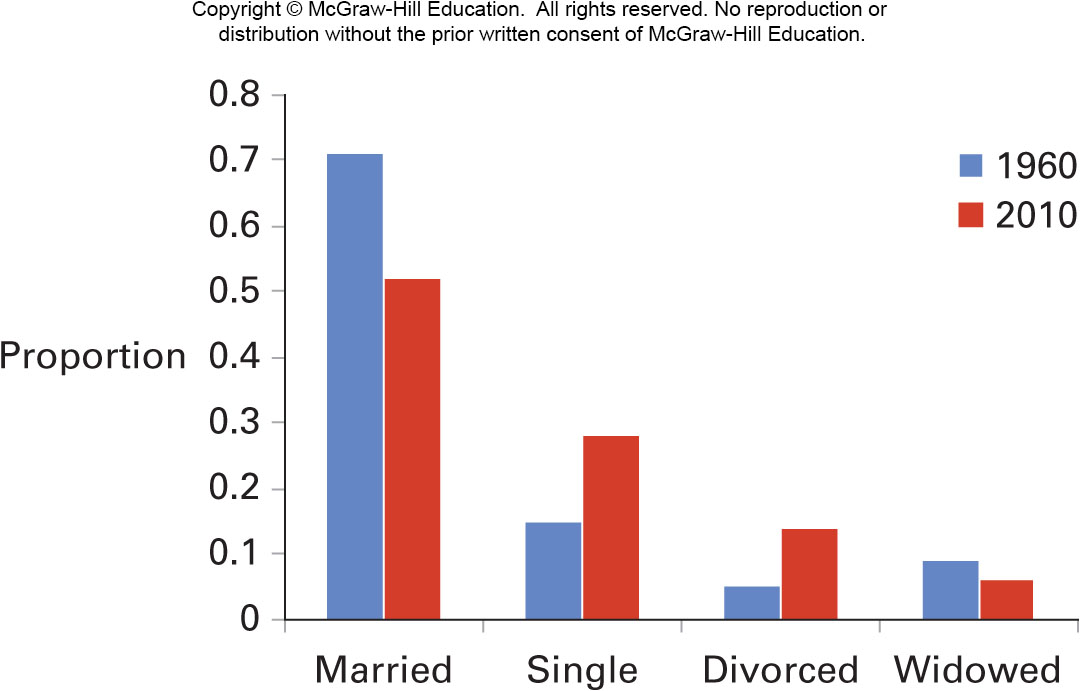 Copyright © McGraw-Hill Education.  All rights reserved. No reproduction or
distribution without the prior written consent of McGraw-Hill Education.
0.8
0.7
0.6
0.5
0.4
0.3
0.2
0.1
0
Proportion
1960
2010
Married
Single
Divorced
Widowed